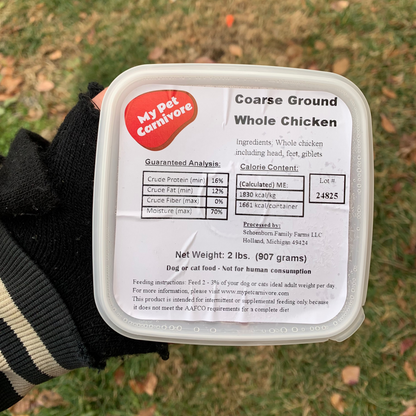 My Pet
Carnivore
Coarse Ground
Whole Chicken
Ingredients: Whole chicken
including head, feet, giblets
Guaranteed Analysis:
Crude Protein (min) 16%
Crude Fat (min) 12%
Crude Fiber (max) 0%
Moisture (max) 70%
Calorie Content:
(Calculated) ME:
1830 kcal/kg
1661 kcal/container
Lot #
24825
Processed by:
Schaenborn Family Farms LLC
Holland, Michigan 49424
Net Weight: 2 lbs. (907 grams)
Dog or cat food - Not for human consumption
Feeding instructions: Feed 2 - 3% of your dog or cats ideal adult weight per day
For more information, please visit www.mypetcarnivore.com
This product is intended for intermittent or supplemental feeding only because
it does not meet the AAFCO requirements for a complete diet